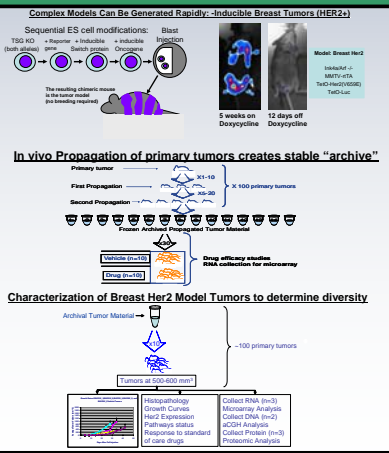 Complex Models Can Be Generated Rapidly: -Inducible Breast Tumors (HER2+)
Sequential ES cell modifications:
Blast
Injection
TSG KO
(both alleles)
+ Reporter
gene
+ Inducible
Switch protein
+ inducible
Oncogene
The resulting chimeric mouse
is the tumor model
(no breeding required)
5 weeks on
Doxycycline
12 days off
Doxycycline
Model: Breast Her2
Ink4a/Arf -/-
MMTV-rtTA
TetO-Her2(V659E)
TetO-Luc
In vivo Propagation of primary tumors creates stable “archive”
Primary tumor
X1-10
First Propagation
X5-20
Second Propagation
X 100 primary tumors
Frozen Archived Propagated Tumor Material
x30
Vehicle (n=10)
Drug (n=10)
Drug efficacy studies
RNA collection for microarray
Characterization of Breast Her2 Model Tumors to determine diversity
Archival Tumor Material
x10
~100 primary tumors
Tumors at 500-600 mm³
Histopathology
Growth Curves
Her2 Expression
Pathways status
Response to standard
of care drugs
Collect RNA (n=3)
Microarray Analysis
Collect DNA (n=2)
aCGH Analysis
Collect Protein (n=3)
Proteomic Analysis